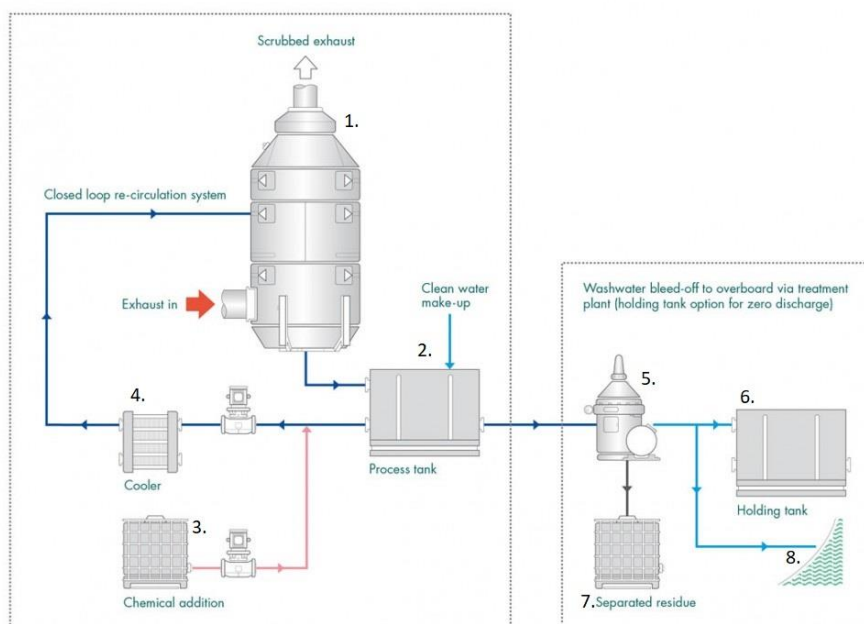 Scrubbed exhaust
1.
Closed loop re-circulation system
Exhaust in
Clean water
make-up
Washwater bleed-off to overboard via treatment
plant (holding tank option for zero discharge)
2.
4.
5.
6.
Process tank
Cooler
Holding tank
3.
8.
Chemical addition
7. Separated residue